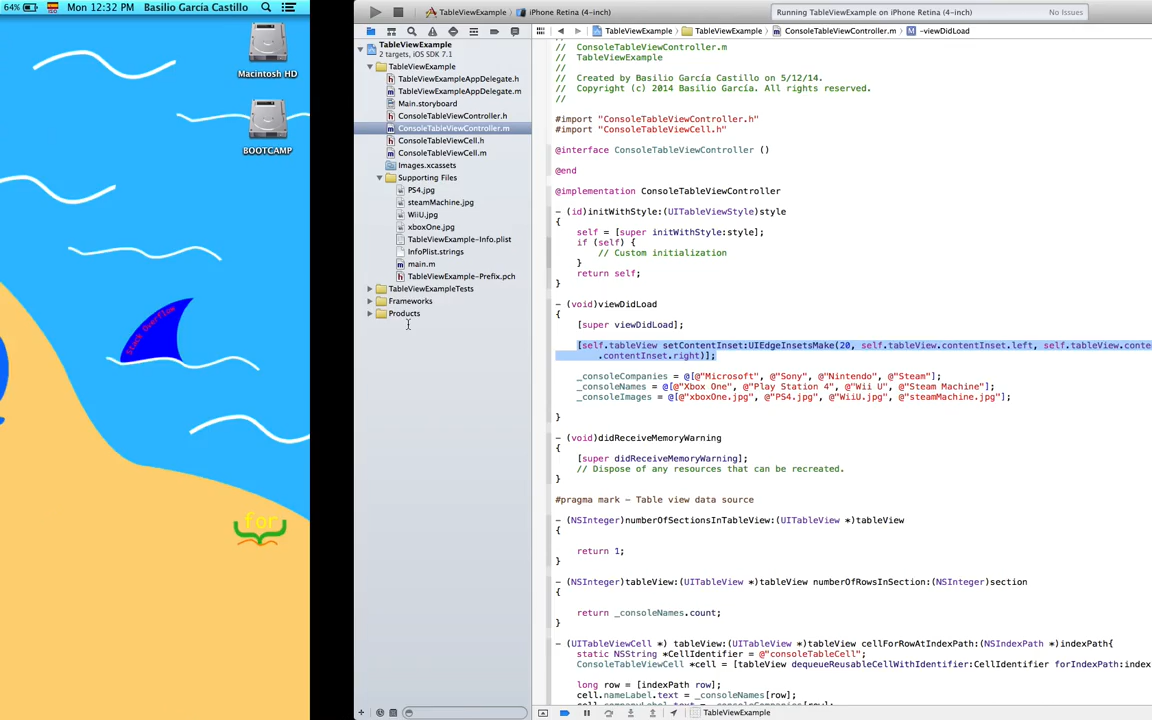 64% Mon 12:32 PM Basilio García Castillo
Macintosh HD
BOOTCAMP
Stack Overflow
for
TableViewExample iPhone Retina (4-inch)
Running TableViewExample on iPhone Retina (4-inch) No Issues
TableViewExample TableViewExample ConsoleTableViewController.m -viewDidLoad
TableViewExample
2 targets, iOS SDK 7.1
TableViewExample
TableViewExampleAppDelegate.h
TableViewExampleAppDelegate.m
Main.storyboard
ConsoleTableViewController.h
ConsoleTableViewController.m
ConsoleTableViewCell.h
ConsoleTableViewCell.m
Images.xcassets
Supporting Files
PS4.jpg
steamMachine.jpg
WiiU.jpg
xboxOne.jpg
TableViewExample-Info.plist
InfoPlist.strings
main.m
TableViewExample-Prefix.pch
TableViewExampleTests
Frameworks
Products
// ConsoleTableViewController.m
// TableViewExample
//
// Created by Basilio García Castillo on 5/12/14.
// Copyright (c) 2014 Basilio García. All rights reserved.
//
#import "ConsoleTableViewController.h"
#import "ConsoleTableViewCell.h"
@interface ConsoleTableViewController ()
@end
@implementation ConsoleTableViewController
- (id)initWithStyle:(UITableViewStyle)style
{
self = [super initWithStyle:style];
if (self) {
// Custom initialization
}
return self;
}
- (void)viewDidLoad
{
[super viewDidLoad];
[self.tableView setContentInset:UIEdgeInsetsMake(20, self.tableView.contentInset.left, self.tableView.conte
.contentInset.right)];
_consoleCompanies = @[@"Microsoft", @"Sony", @"Nintendo", @"Steam"];
_consoleNames = @[@"Xbox One", @"Play Station 4", @"Wii U", @"Steam Machine"];
_consoleImages = @[@"xboxOne.jpg", @"PS4.jpg", @"WiiU.jpg", @"steamMachine.jpg"];
}
- (void)didReceiveMemoryWarning
{
[super didReceiveMemoryWarning];
// Dispose of any resources that can be recreated.
}
#pragma mark - Table view data source
- (NSInteger)numberOfSectionsInTableView:(UITableView *)tableView
{
return 1;
}
- (NSInteger)tableView:(UITableView *)tableView numberOfRowsInSection:(NSInteger)section
{
return _consoleNames.count;
}
- (UITableViewCell *) tableView:(UITableView *)tableView cellForRowAtIndexPath:(NSIndexPath *)indexPath{
static NSString *CellIdentifier = @"consoleTableCell";
ConsoleTableViewCell *cell = [tableView dequeueReusableCellWithIdentifier:CellIdentifier forIndexPath:index
long row = [indexPath row];
cell.nameLabel.text = _consoleNames[row];
cell.companyLabel.text = _consoleCompanies[row];
TableViewExample